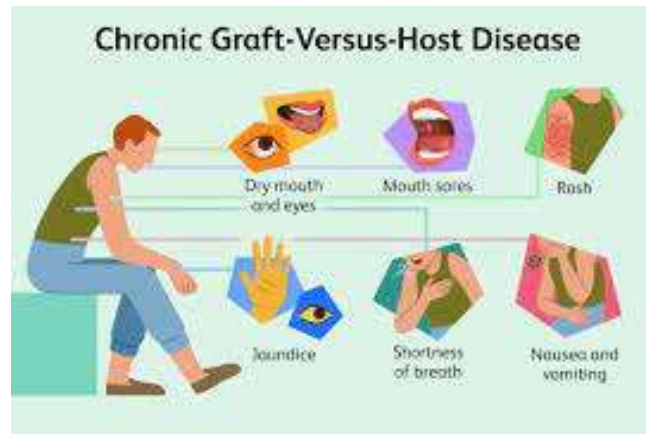 Chronic Graft-Versus-Host Disease
Dry mouth
and eyes
Mouth sores
Rash
Jaundice
Shortness
of breath
Nausea and
vomiting